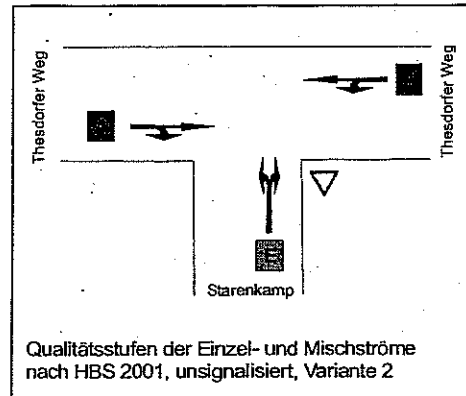 Thesdorfer Weg
Thesdorfer Weg
E
Starenkamp
Qualitätsstufen der Einzel- und Mischströme
nach HBS 2001, unsignalisiert, Variante 2